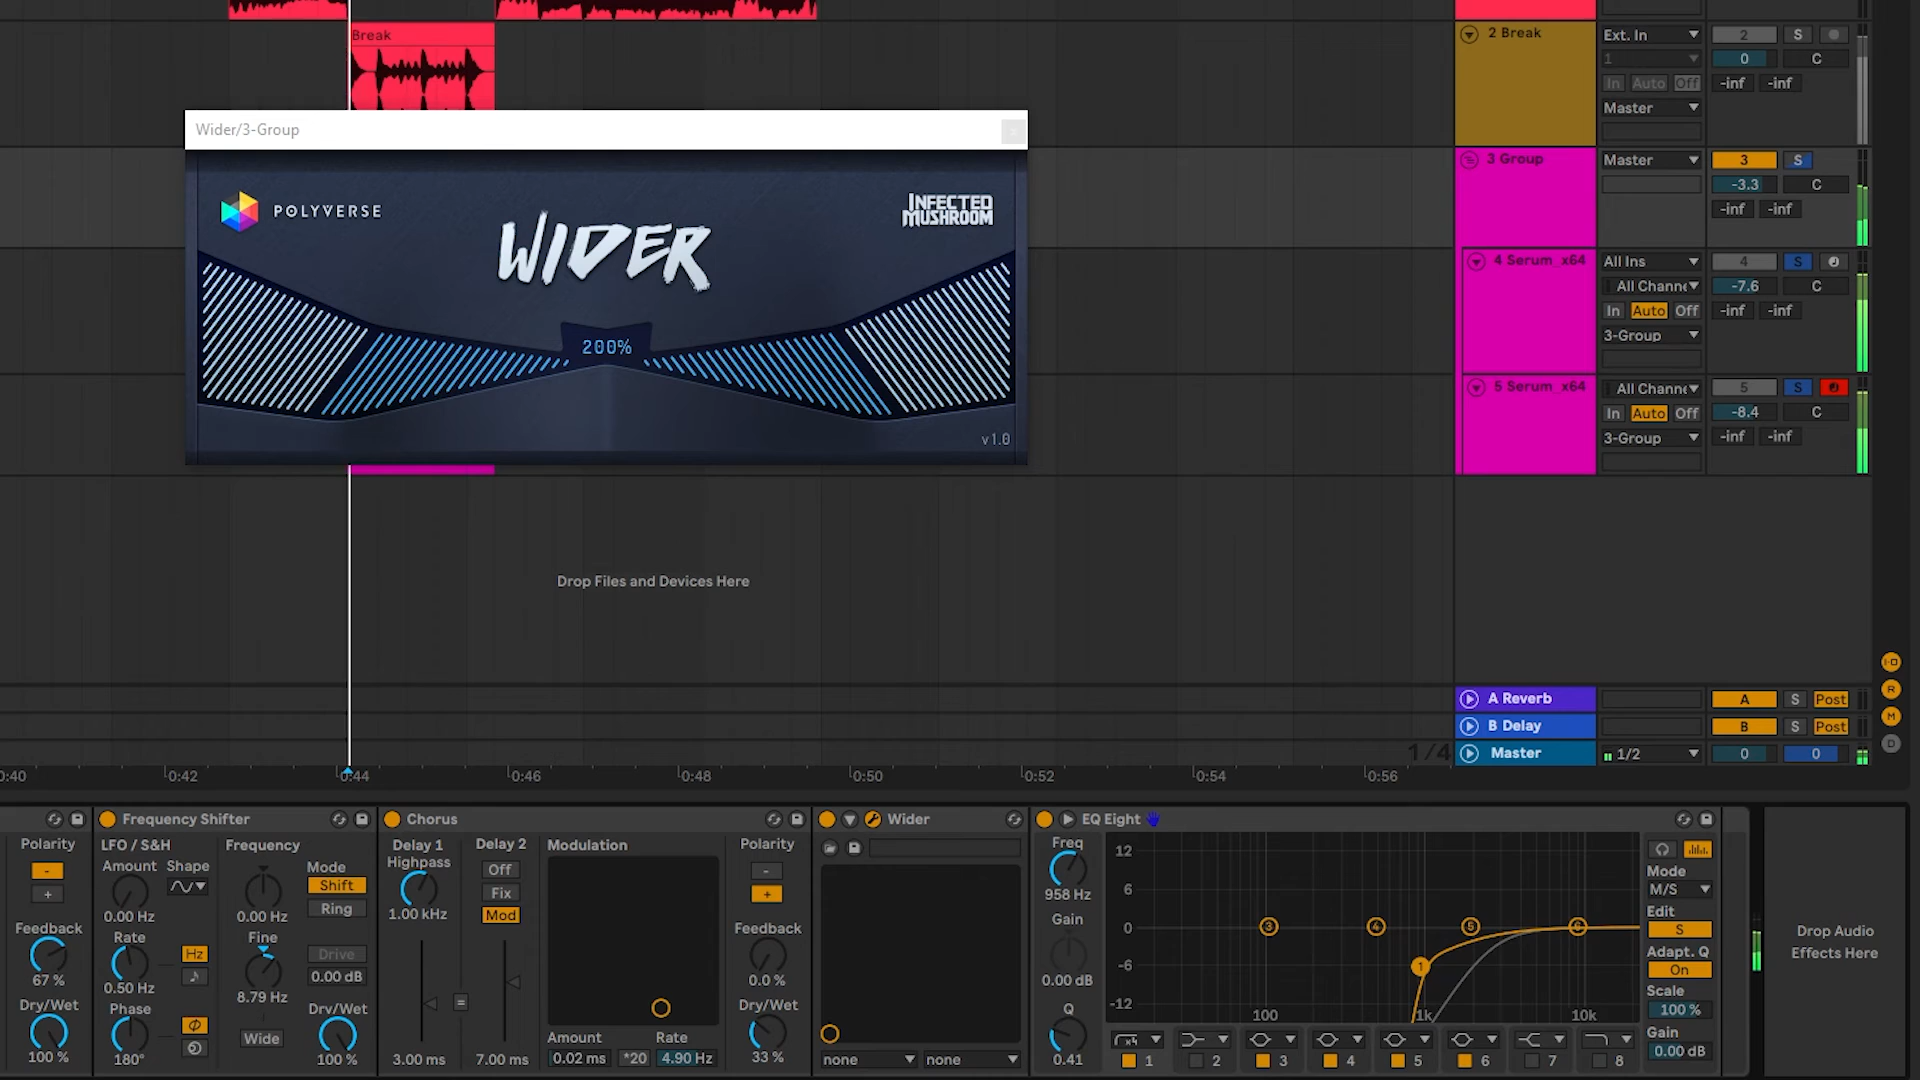 Break
Wider/3-Group
POLYVERSE
WIDER
INFECTED
MUSHROOM
200%
v1.0
2 Break
Ext. In
2
S
1
0
C
In Auto Off
-inf -inf
Master
3 Group
Master
3
S
-3.3
C
-inf -inf
4 Serum_x64
All Ins
4
S
All Channe
-7.6
C
In Auto Off
-inf -inf
3-Group
5 Serum_x64
All Channe
5
S
In Auto Off
-8.4
C
3-Group
-inf -inf
Drop Files and Devices Here
A Reverb
A
S
Post
B Delay
B
S
Post
1/4
Master
1/2
0
0
I-O
R
M
D
0:40
0:42
0:44
0:46
0:48
0:50
0:52
0:54
0:56
Polarity
-
+
Feedback
67 %
Dry/Wet
100 %
Frequency Shifter
LFO / S&H
Amount
Shape
0.00 Hz
Rate
Hz
0.50 Hz
Phase
180°
Frequency
0.00 Hz
Fine
8.79 Hz
Wide
Mode
Shift
Ring
Drive
0.00 dB
Dry/Wet
100 %
Chorus
Delay 1
Highpass
1.00 kHz
3.00 ms
=
Delay 2
Off
Fix
Mod
7.00 ms
Modulation
Amount
Rate
0.02 ms
*20
4.90 Hz
Polarity
-
+
Feedback
0.0 %
Dry/Wet
33 %
Wider
none
none
EQ Eight
Freq
958 Hz
Gain
0.00 dB
Q
0.41
12
6
0
-6
-12
1
3
4
5
6
100
1k
10k
x4
1
2
3
4
5
6
7
8
Mode
M/S
Edit
S
Adapt. Q
On
Scale
100 %
Gain
0.00 dB
Drop Audio
Effects Here